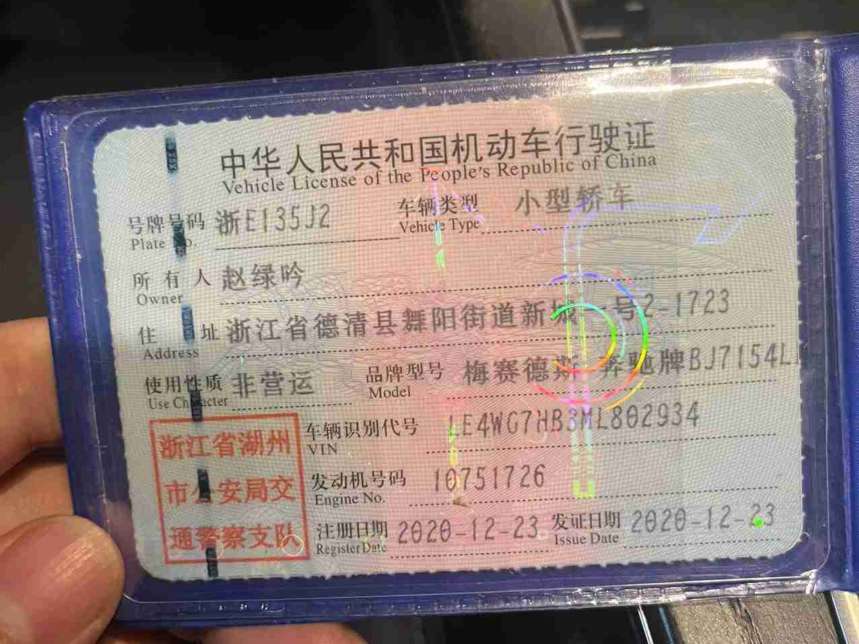 中华人民共和国机动车行驶证
Vehicle License of the People's Republic of China
号牌号码 浙E135J2 车辆类型 小型轿车
Plate No. Vehicle Type
所有人 赵绿吟
Owner
住址 浙江省德清县舞阳街道新城一号2-1723
Address
使用性质 非营运 品牌型号 梅赛德斯-奔驰牌BJ7154L
Use Character Model
浙江省湖州 车辆识别代号 LE4WG7HB3ML802934
VIN
市公安局交 发动机号码 10751726
Engine No.
通警察支队 注册日期 2020-12-23 发证日期 2020-12-23
Register Date Issue Date